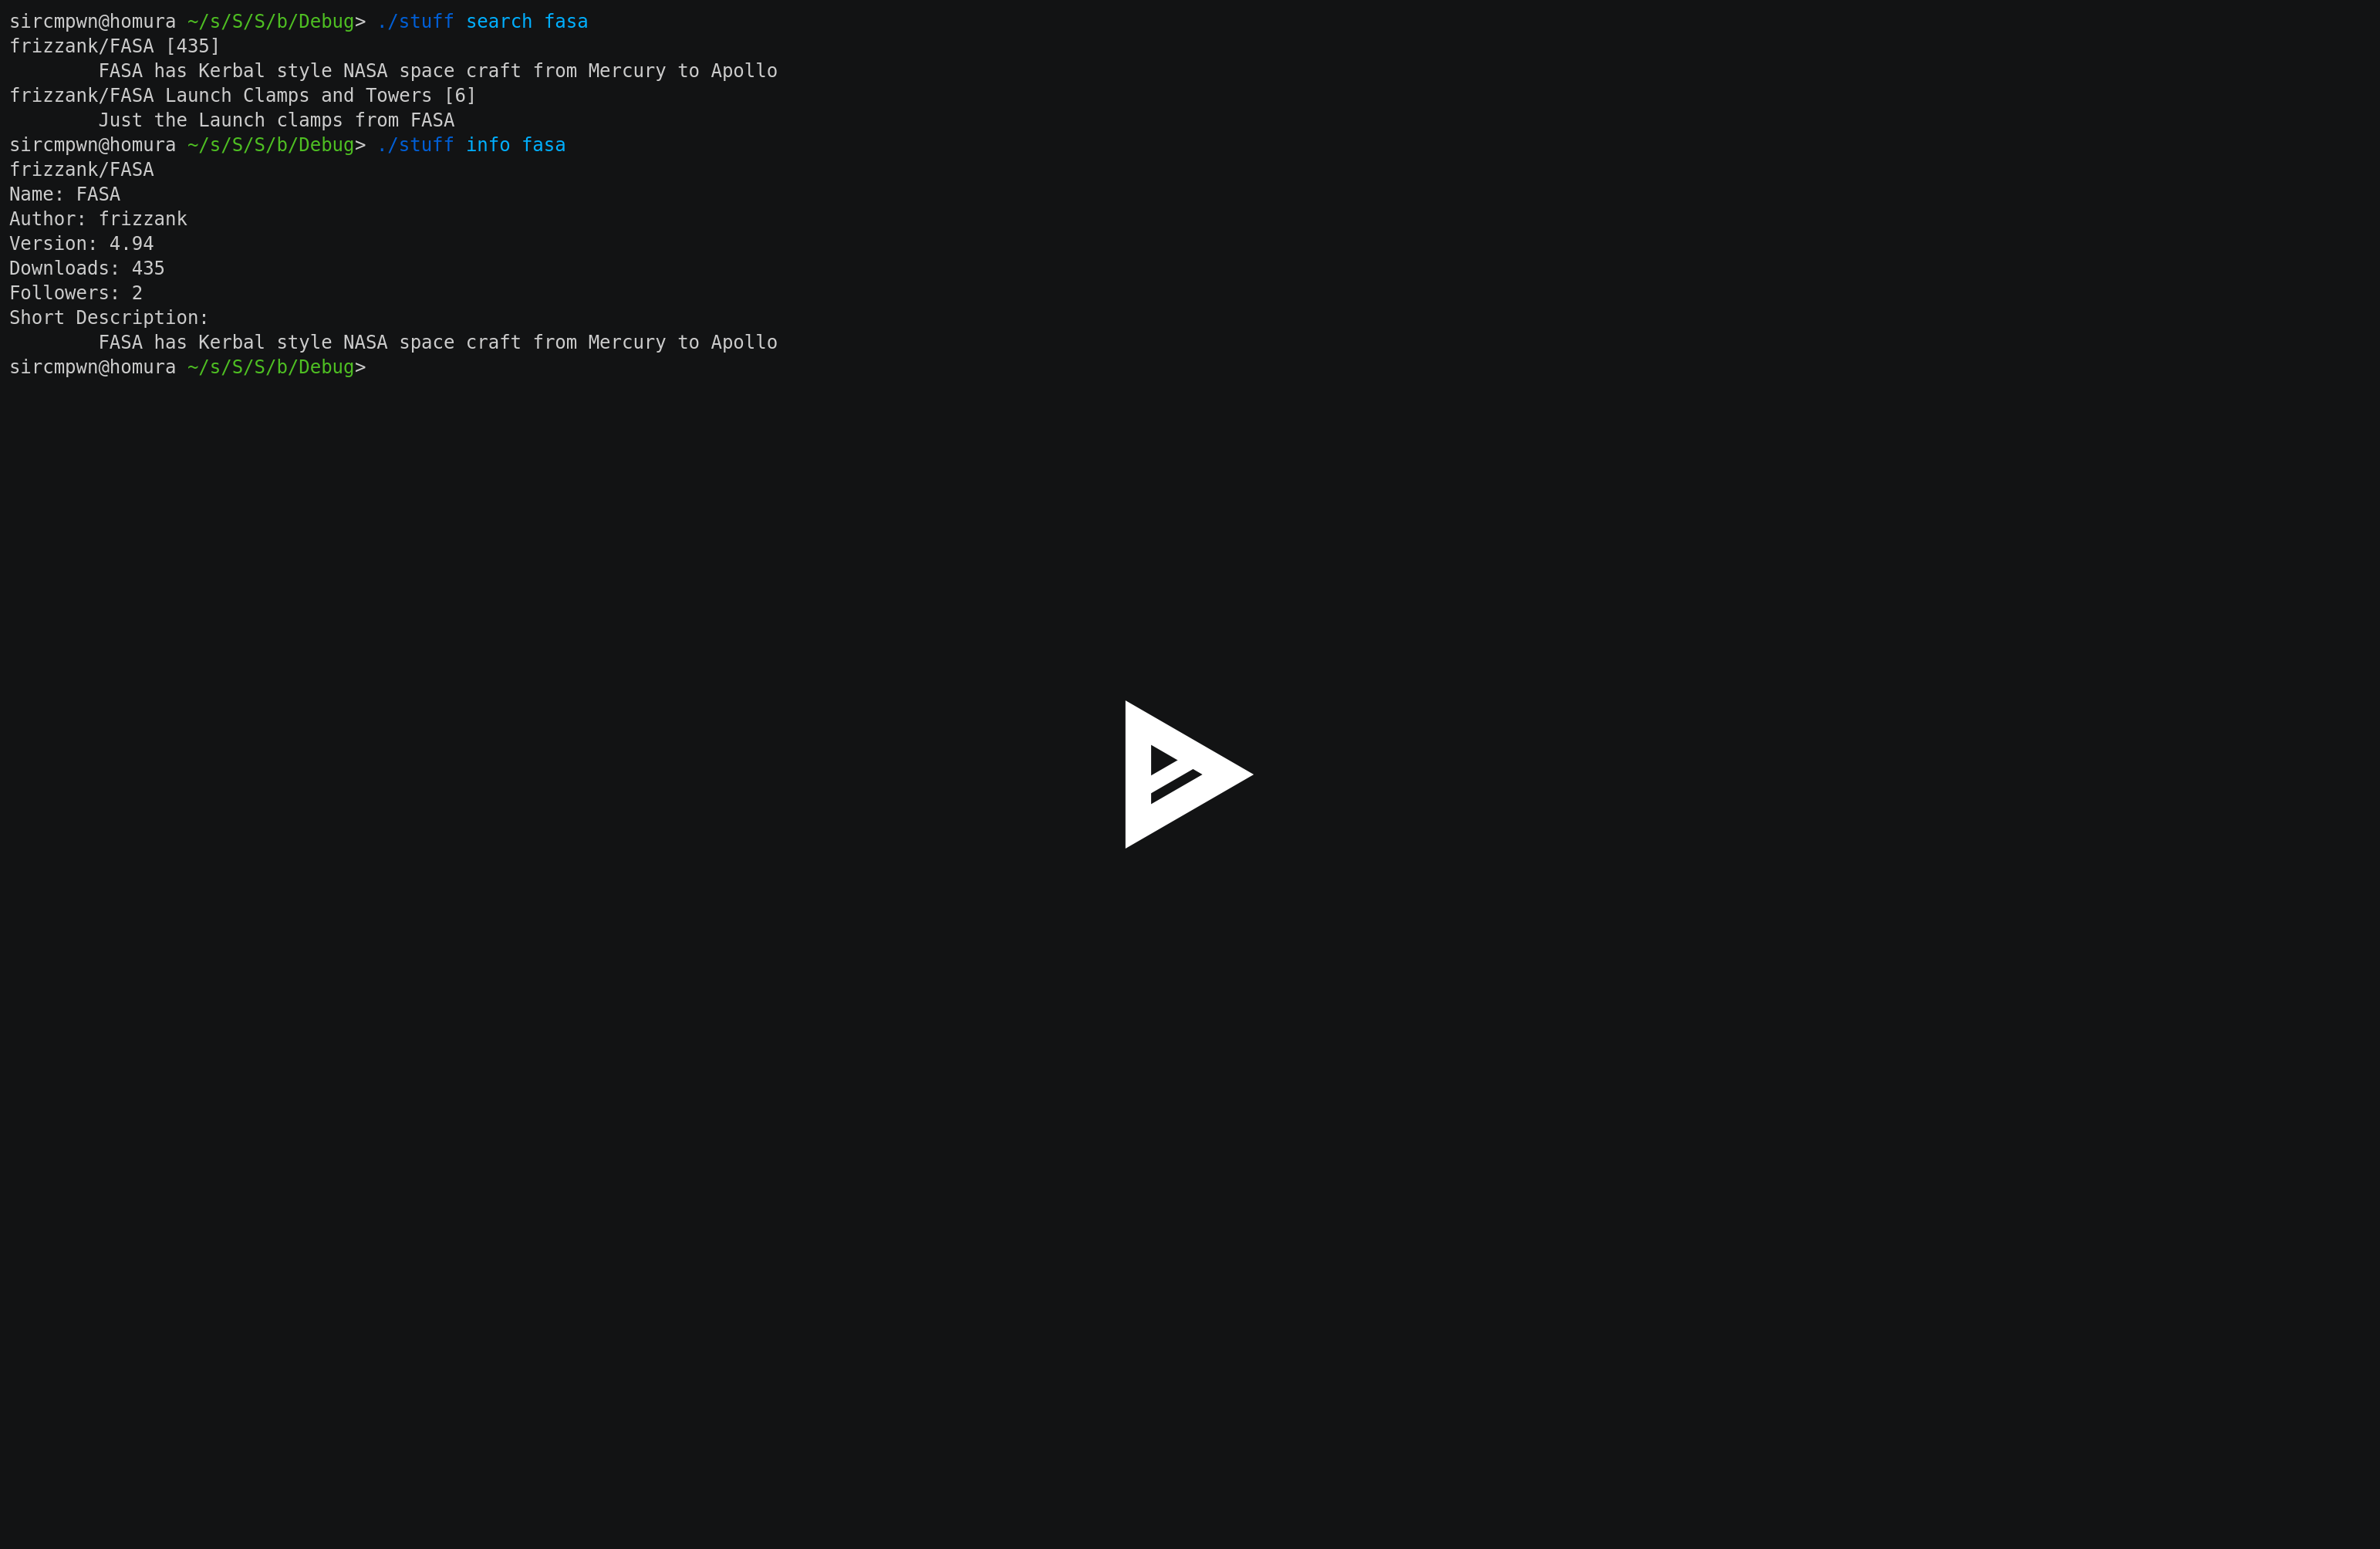 sircmpwn@homura ~/s/S/S/b/Debug> ./stuff search fasa
frizzank/FASA [435]
        FASA has Kerbal style NASA space craft from Mercury to Apollo
frizzank/FASA Launch Clamps and Towers [6]
        Just the Launch clamps from FASA
sircmpwn@homura ~/s/S/S/b/Debug> ./stuff info fasa
frizzank/FASA
Name: FASA
Author: frizzank
Version: 4.94
Downloads: 435
Followers: 2
Short Description:
        FASA has Kerbal style NASA space craft from Mercury to Apollo
sircmpwn@homura ~/s/S/S/b/Debug>